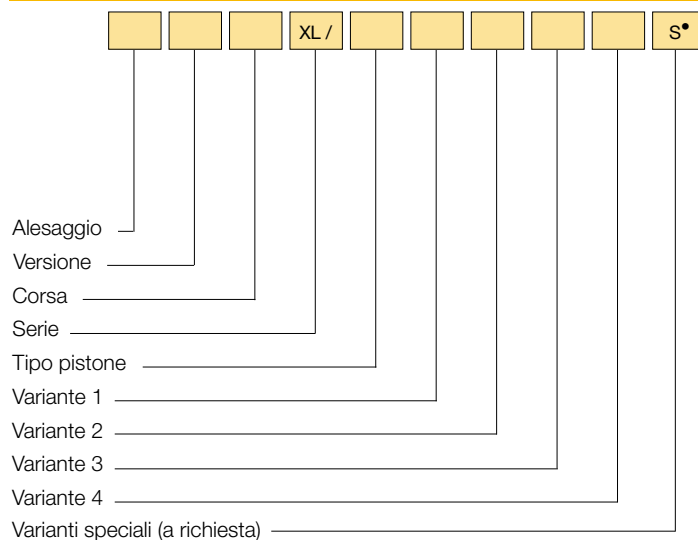 XL / S•
Alesaggio
Versione
Corsa
Serie
Tipo pistone
Variante 1
Variante 2
Variante 3
Variante 4
Varianti speciali (a richiesta)